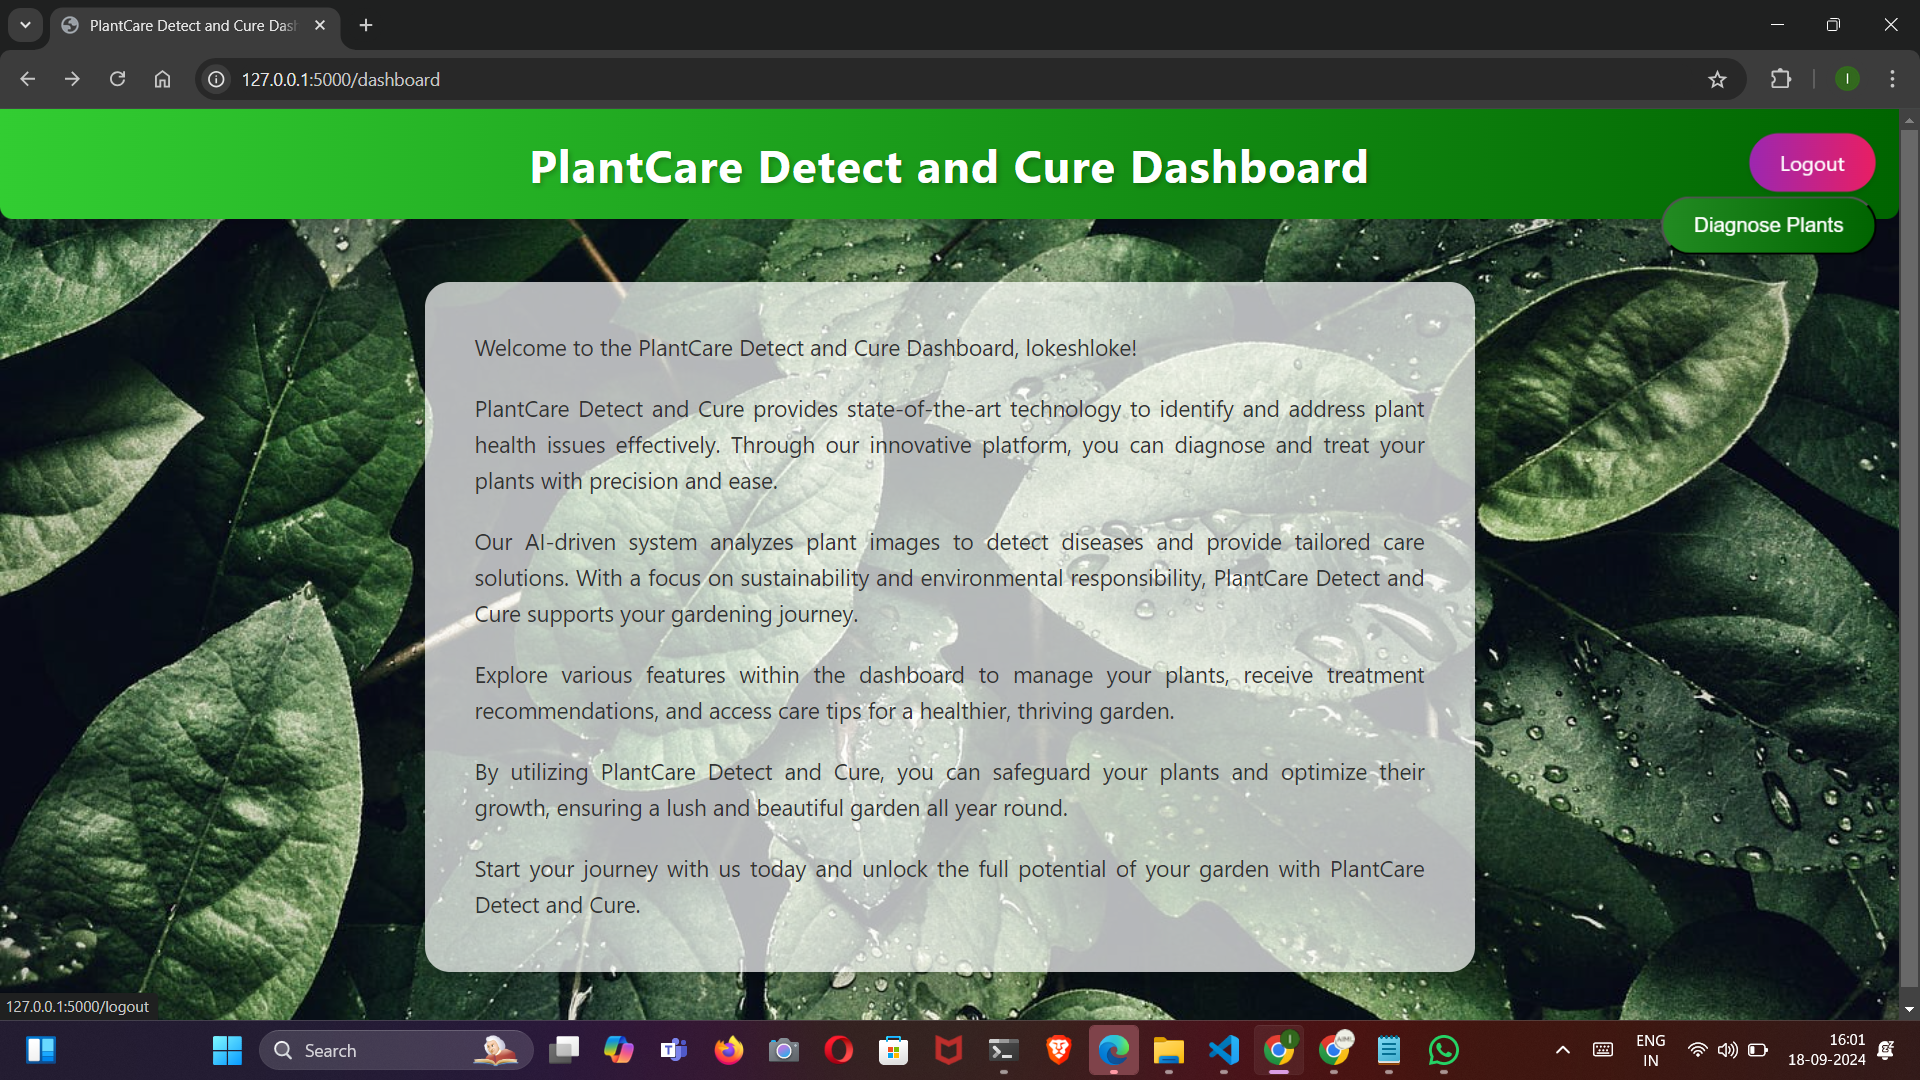 PlantCare Detect and Cure Dash
127.0.0.1:5000/dashboard
I
PlantCare Detect and Cure Dashboard
Logout
Diagnose Plants
Welcome to the PlantCare Detect and Cure Dashboard, lokeshloke!
PlantCare Detect and Cure provides state-of-the-art technology to identify and address plant
health issues effectively. Through our innovative platform, you can diagnose and treat your
plants with precision and ease.
Our AI-driven system analyzes plant images to detect diseases and provide tailored care
solutions. With a focus on sustainability and environmental responsibility, PlantCare Detect and
Cure supports your gardening journey.
Explore various features within the dashboard to manage your plants, receive treatment
recommendations, and access care tips for a healthier, thriving garden.
By utilizing PlantCare Detect and Cure, you can safeguard your plants and optimize their
growth, ensuring a lush and beautiful garden all year round.
Start your journey with us today and unlock the full potential of your garden with PlantCare
Detect and Cure.
127.0.0.1:5000/logout
Search
I
AIML
ENG
IN
16:01
18-09-2024